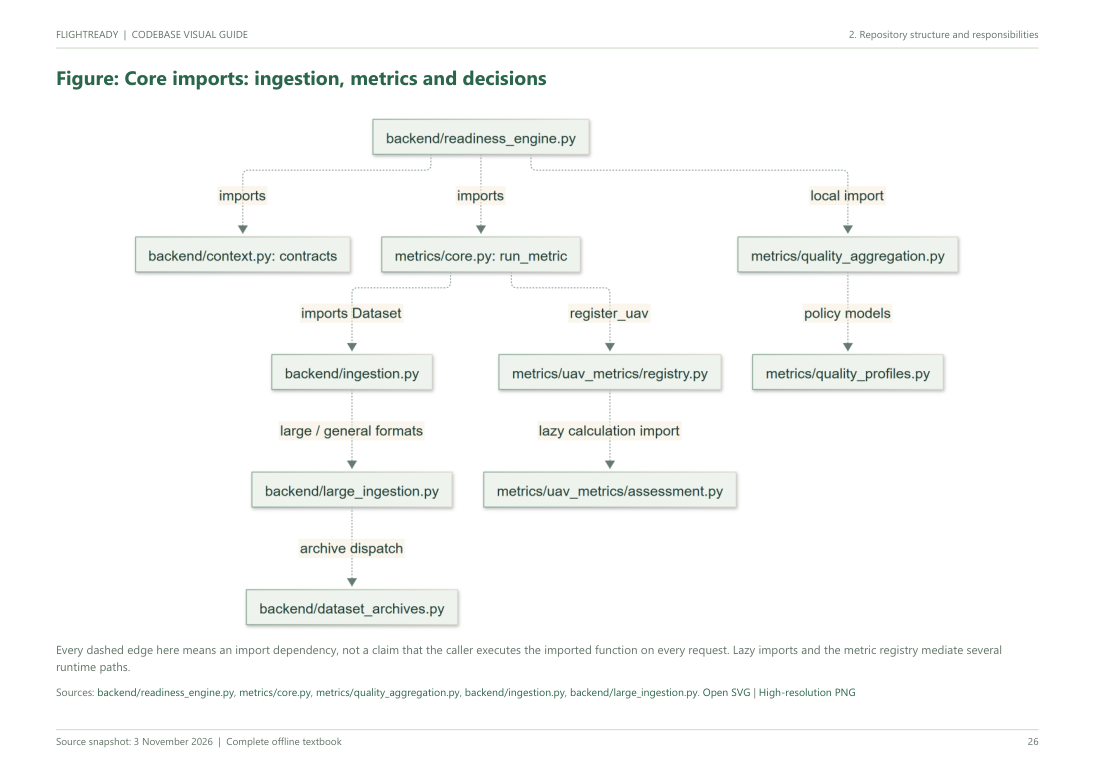 FLIGHTREADY | CODEBASE VISUAL GUIDE
2. Repository structure and responsibilities
Figure: Core imports: ingestion, metrics and decisions
backend/readiness_engine.py
imports
imports
local import
backend/context.py: contracts
metrics/core.py: run_metric
metrics/quality_aggregation.py
imports Dataset
register_uav
policy models
backend/ingestion.py
metrics/uav_metrics/registry.py
metrics/quality_profiles.py
large / general formats
lazy calculation import
backend/large_ingestion.py
metrics/uav_metrics/assessment.py
archive dispatch
backend/dataset_archives.py
Every dashed edge here means an import dependency, not a claim that the caller executes the imported function on every request. Lazy imports and the metric registry mediate several
runtime paths.
Sources: backend/readiness_engine.py, metrics/core.py, metrics/quality_aggregation.py, backend/ingestion.py, backend/large_ingestion.py. Open SVG | High-resolution PNG
Source snapshot: 3 November 2026 | Complete offline textbook
26